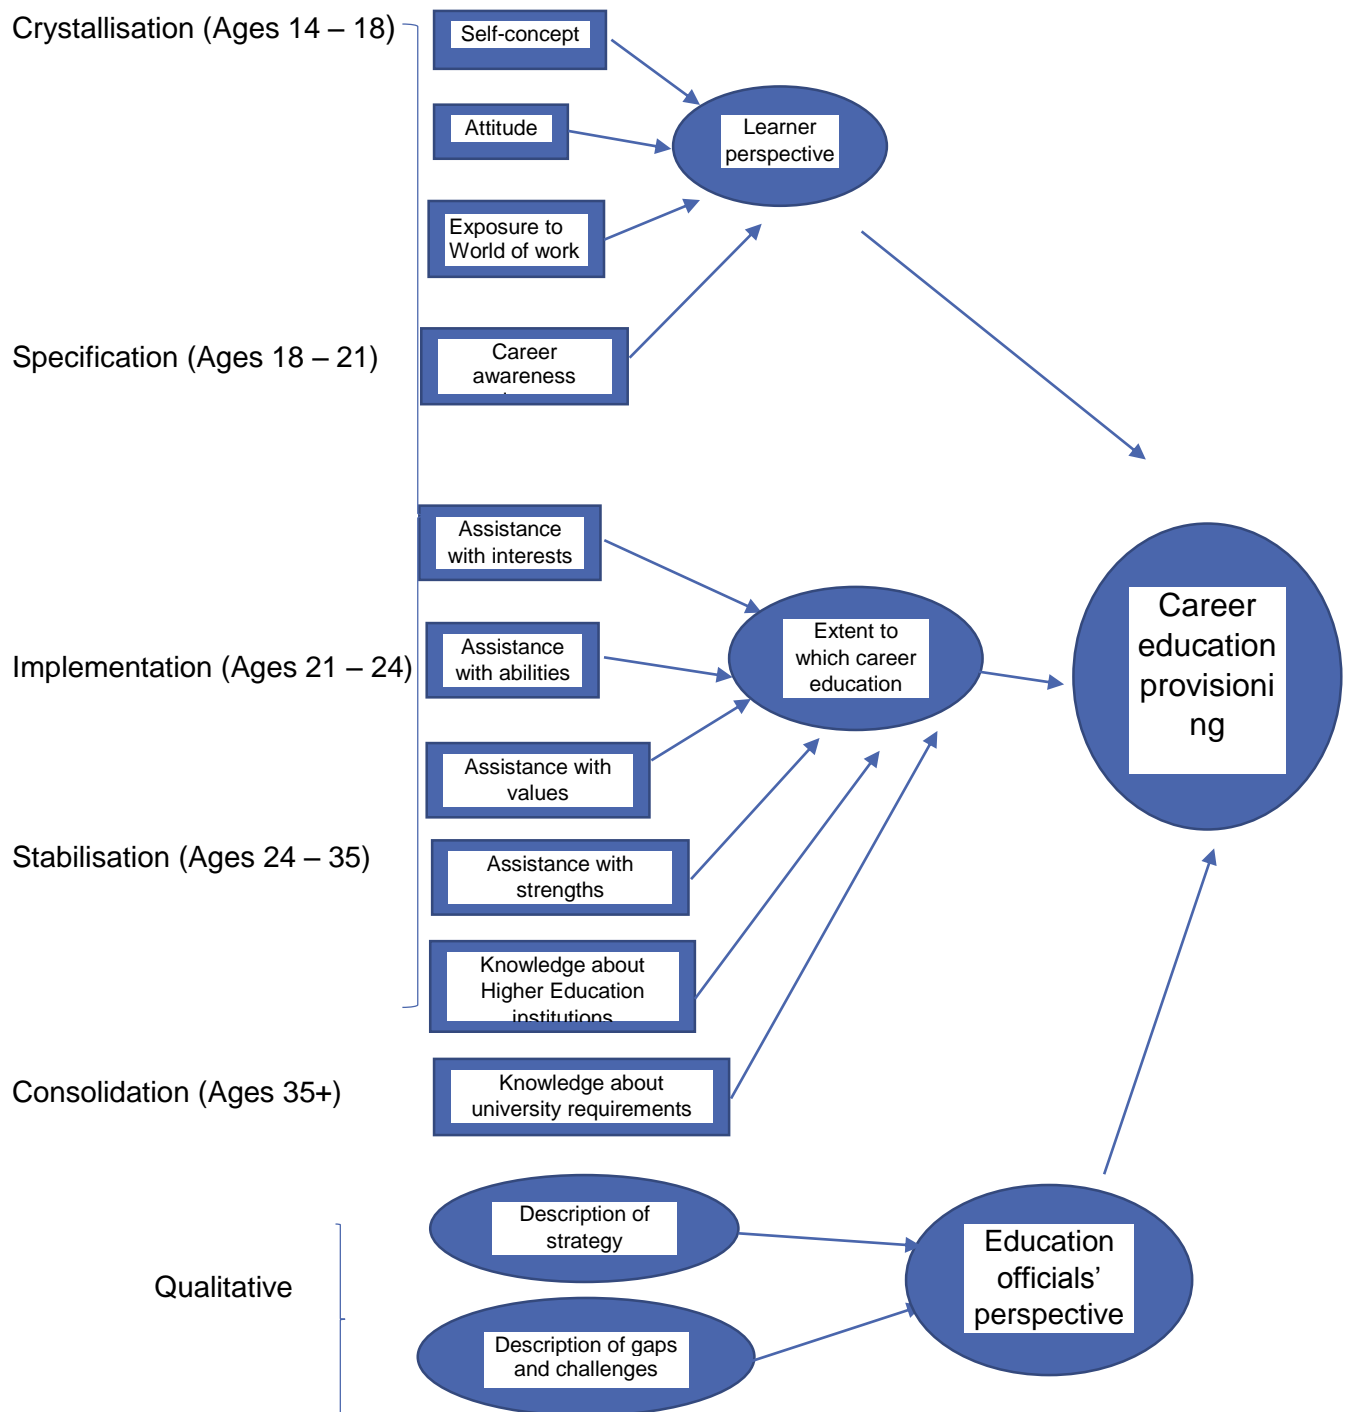 Crystallisation (Ages 14 – 18)
Self-concept
Attitude
Learner
perspective
Exposure to
World of work
Specification (Ages 18 – 21)
Career
awareness
Assistance
with interests
Implementation (Ages 21 – 24)
Assistance
with abilities
Extent to
which career
education
Career
education
provisioni
ng
Assistance with
values
Stabilisation (Ages 24 – 35)
Assistance with
strengths
Knowledge about
Higher Education
institutions
Consolidation (Ages 35+)
Knowledge about
university requirements
Description of
strategy
Qualitative
Education
officials’
perspective
Description of gaps
and challenges